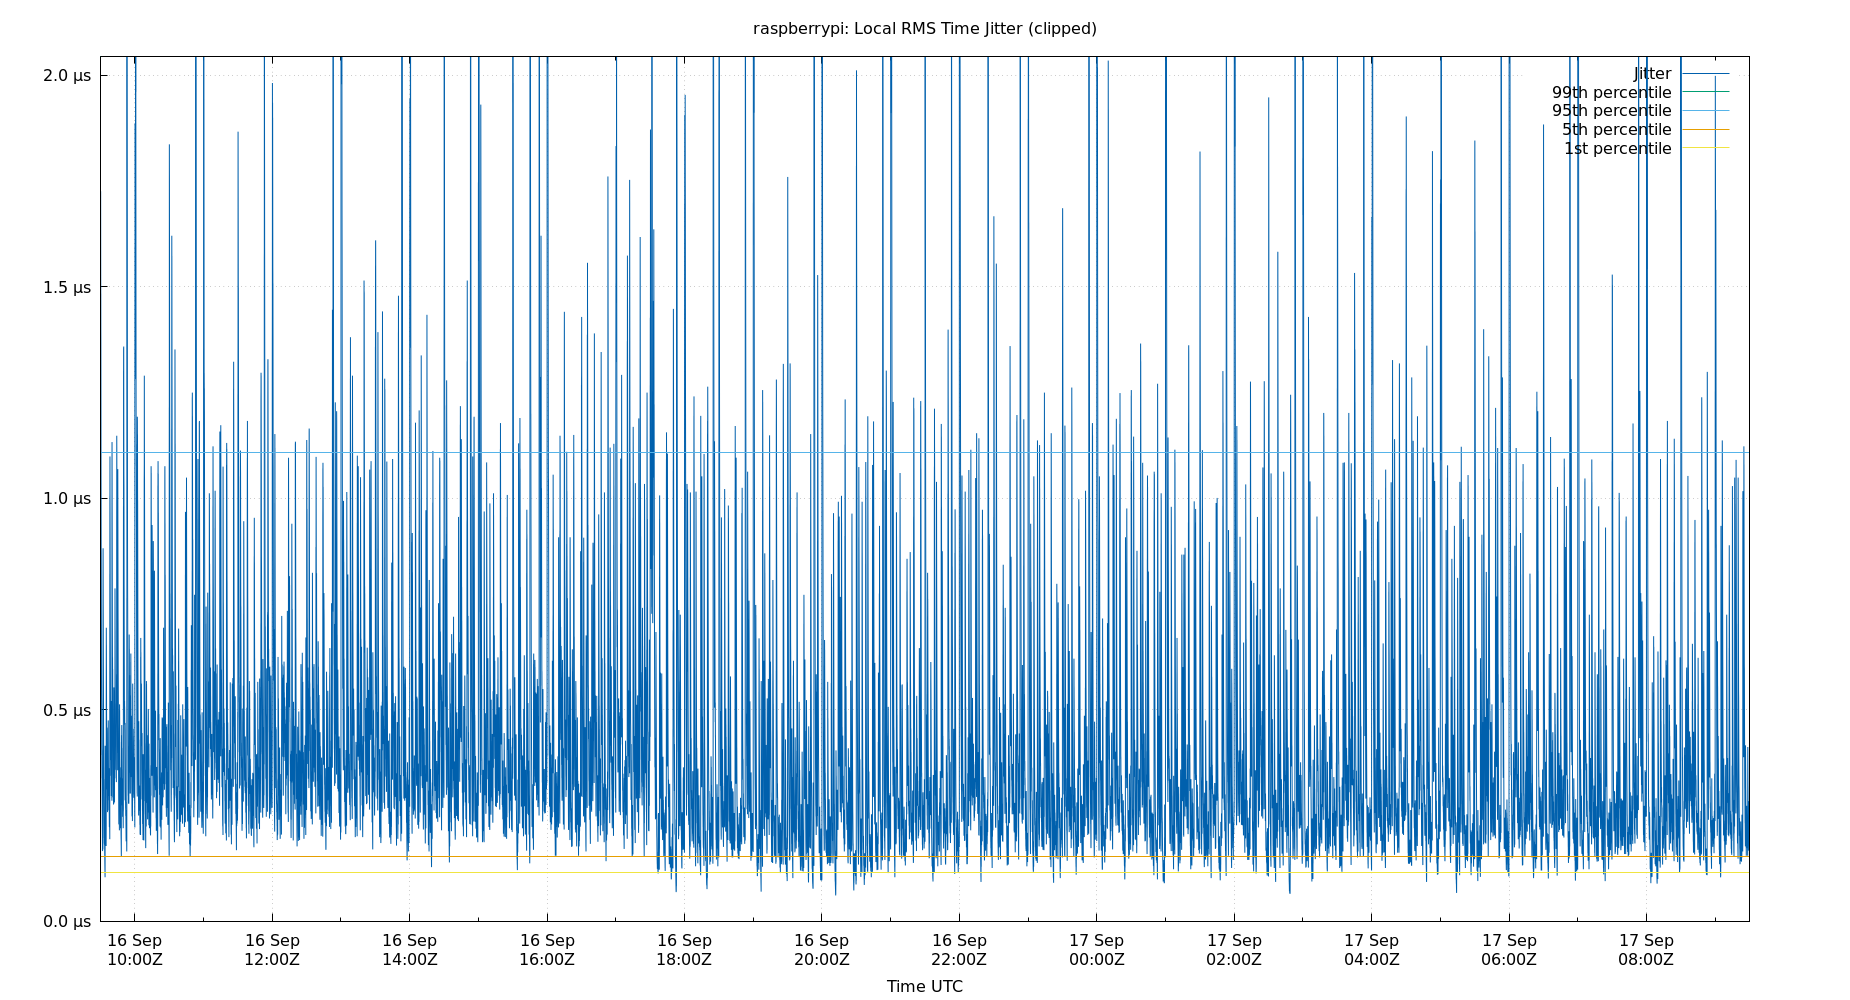 raspberrypi: Local RMS Time Jitter (clipped)
2.0 µs
1.5 µs
1.0 µs
0.5 µs
0.0 µs
Jitter
99th percentile
95th percentile
5th percentile
1st percentile
16 Sep 16 Sep 16 Sep 16 Sep 16 Sep 16 Sep 16 Sep 17 Sep 17 Sep 17 Sep 17 Sep 17 Sep
10:00Z 12:00Z 14:00Z 16:00Z 18:00Z 20:00Z 22:00Z 00:00Z 02:00Z 04:00Z 06:00Z 08:00Z
Time UTC